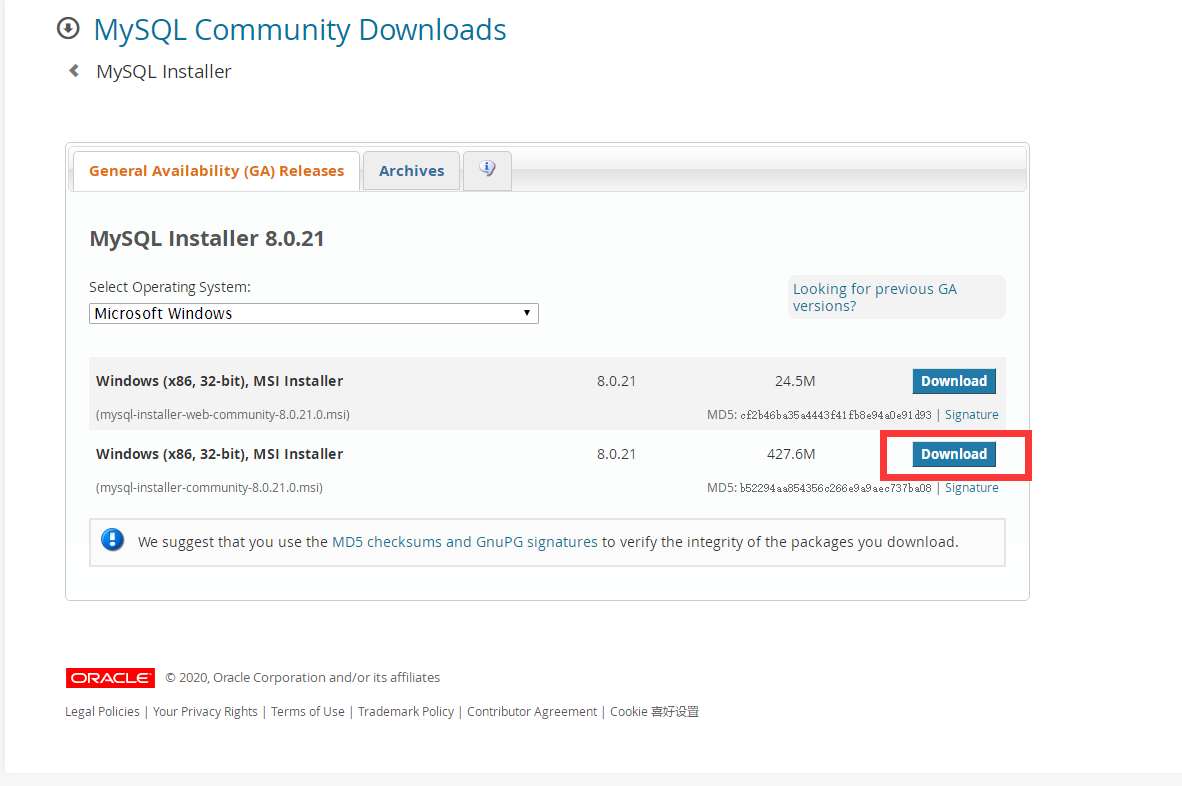 MySQL Community Downloads
MySQL Installer
General Availability (GA) Releases
Archives
MySQL Installer 8.0.21
Select Operating System:
Microsoft Windows
Looking for previous GA
versions?
Windows (x86, 32-bit), MSI Installer 8.0.21 24.5M Download
(mysql-installer-web-community-8.0.21.0.msi) MD5: cf2b46ba35a4443f41fb8e94a0e91d93 | Signature
Windows (x86, 32-bit), MSI Installer 8.0.21 427.6M Download
(mysql-installer-community-8.0.21.0.msi) MD5: b52294aa854356c266e9a9aec737ba08 | Signature
We suggest that you use the MD5 checksums and GnuPG signatures to verify the integrity of the packages you download.
ORACLE © 2020, Oracle Corporation and/or its affiliates
Legal Policies | Your Privacy Rights | Terms of Use | Trademark Policy | Contributor Agreement | Cookie 喜好设置